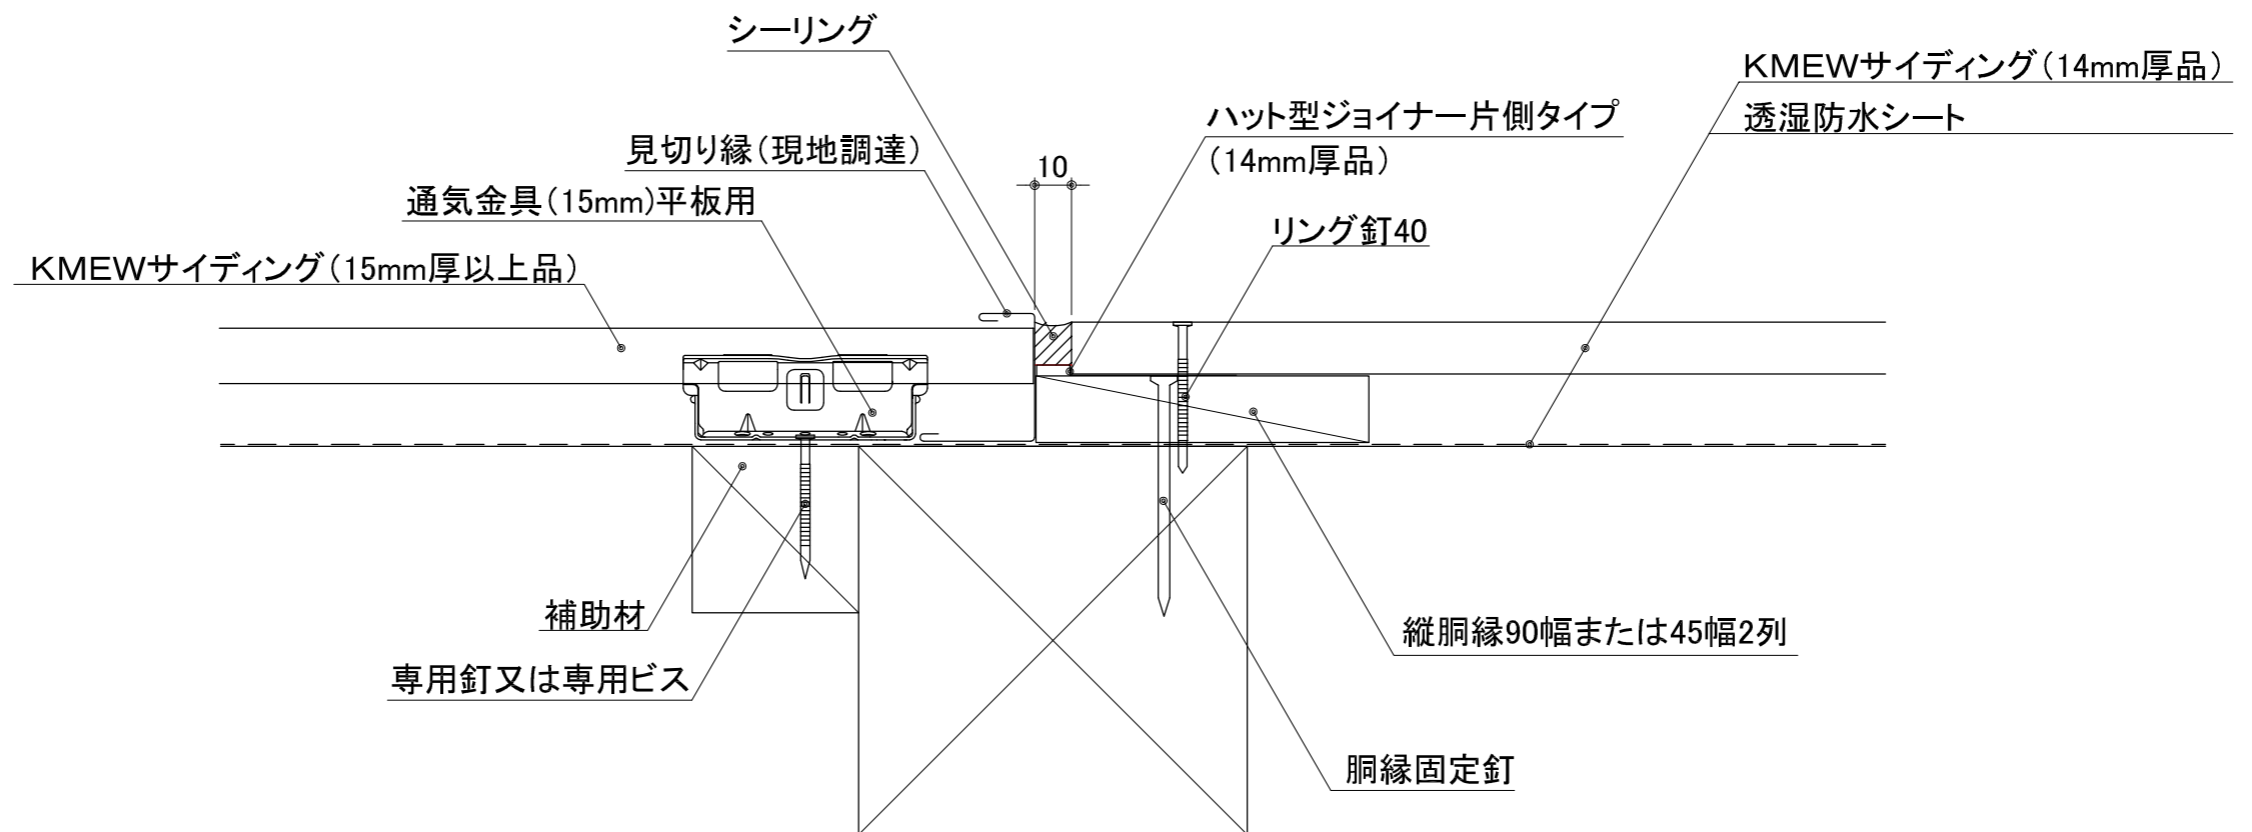 シーリング
KMEWサイディング（14mm厚品）
ハット型ジョイナー片側タイプ
（14mm厚品）
透湿防水シート
見切り縁（現地調達）
10
通気金具（15mm)平板用
リング釘40
KMEWサイディング（15mm厚以上品）
補助材
縦胴縁90幅または45幅2列
専用釘又は専用ビス
胴縁固定釘